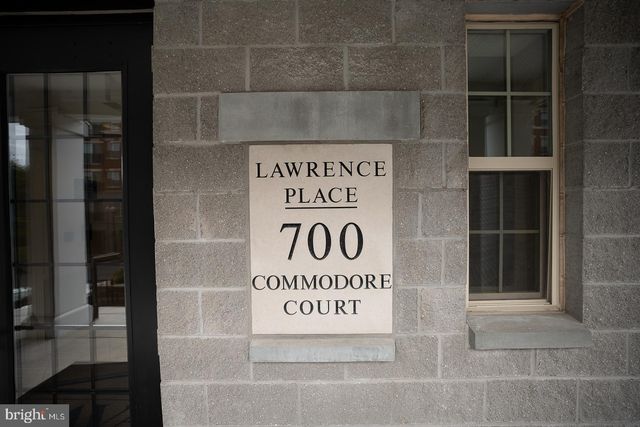 LAWRENCE
PLACE
700
COMMODORE
COURT
bright MLS